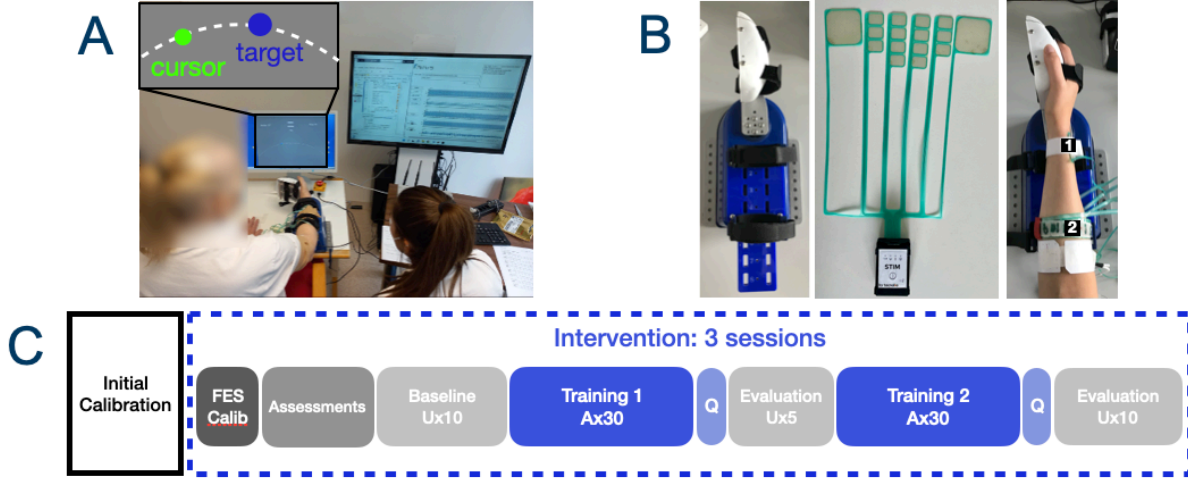 A
cursor
target
B
STIM
1
2
C
Initial
Calibration
Intervention: 3 sessions
FES
Calib
Assessments
Baseline
Ux10
Training 1
Ax30
Q
Evaluation
Ux5
Training 2
Ax30
Q
Evaluation
Ux10